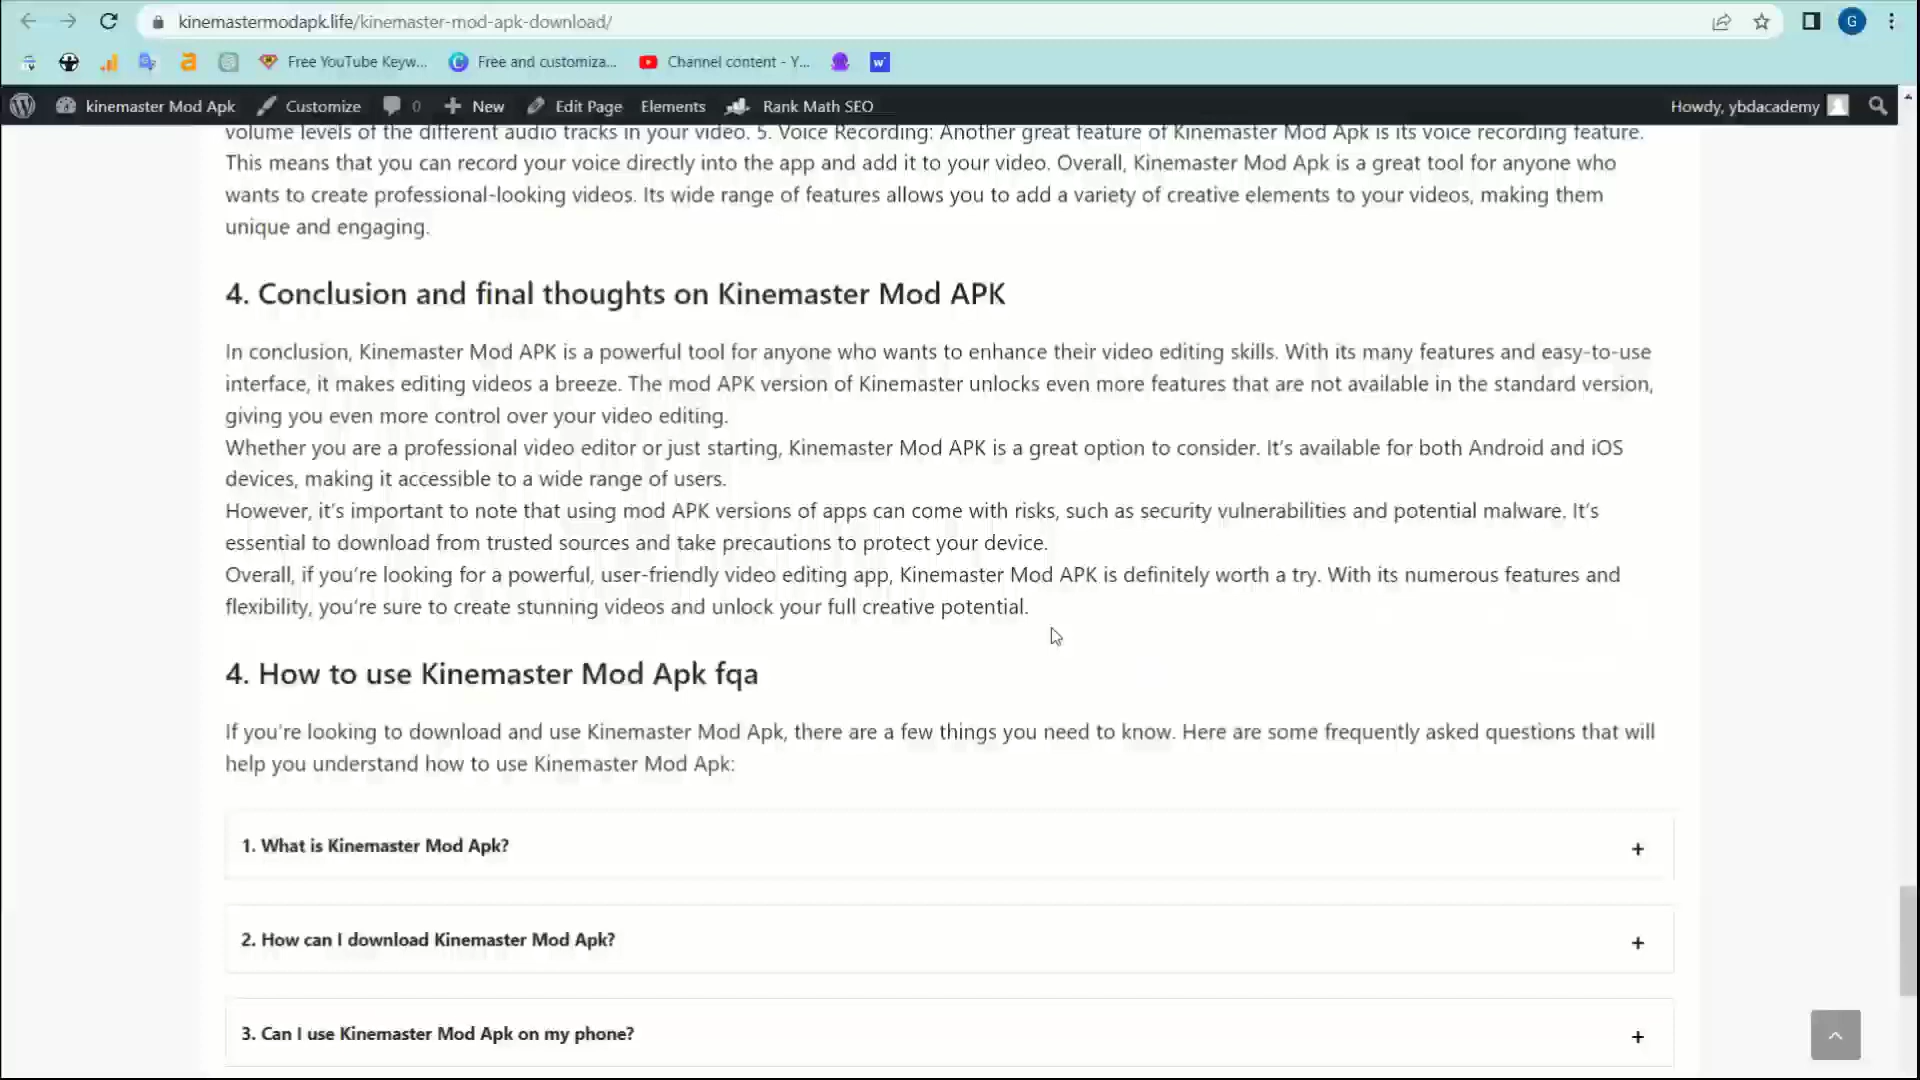 kinemastermodapk.life/kinemaster-mod-apk-download/
G
Free YouTube Keyw...
Free and customiza...
Channel content - Y...
kinemaster Mod Apk
Customize
0
New
Edit Page
Elements
Rank Math SEO
Howdy, ybdacademy
volume levels of the different audio tracks in your video. 5. Voice Recording: Another great feature of Kinemaster Mod Apk is its voice recording feature.
This means that you can record your voice directly into the app and add it to your video. Overall, Kinemaster Mod Apk is a great tool for anyone who
wants to create professional-looking videos. Its wide range of features allows you to add a variety of creative elements to your videos, making them
unique and engaging.
4. Conclusion and final thoughts on Kinemaster Mod APK
In conclusion, Kinemaster Mod APK is a powerful tool for anyone who wants to enhance their video editing skills. With its many features and easy-to-use
interface, it makes editing videos a breeze. The mod APK version of Kinemaster unlocks even more features that are not available in the standard version,
giving you even more control over your video editing.
Whether you are a professional video editor or just starting, Kinemaster Mod APK is a great option to consider. It's available for both Android and iOS
devices, making it accessible to a wide range of users.
However, it's important to note that using mod APK versions of apps can come with risks, such as security vulnerabilities and potential malware. It's
essential to download from trusted sources and take precautions to protect your device.
Overall, if you're looking for a powerful, user-friendly video editing app, Kinemaster Mod APK is definitely worth a try. With its numerous features and
flexibility, you're sure to create stunning videos and unlock your full creative potential.
4. How to use Kinemaster Mod Apk fqa
If you're looking to download and use Kinemaster Mod Apk, there are a few things you need to know. Here are some frequently asked questions that will
help you understand how to use Kinemaster Mod Apk:
1. What is Kinemaster Mod Apk?
+
2. How can I download Kinemaster Mod Apk?
+
3. Can I use Kinemaster Mod Apk on my phone?
+